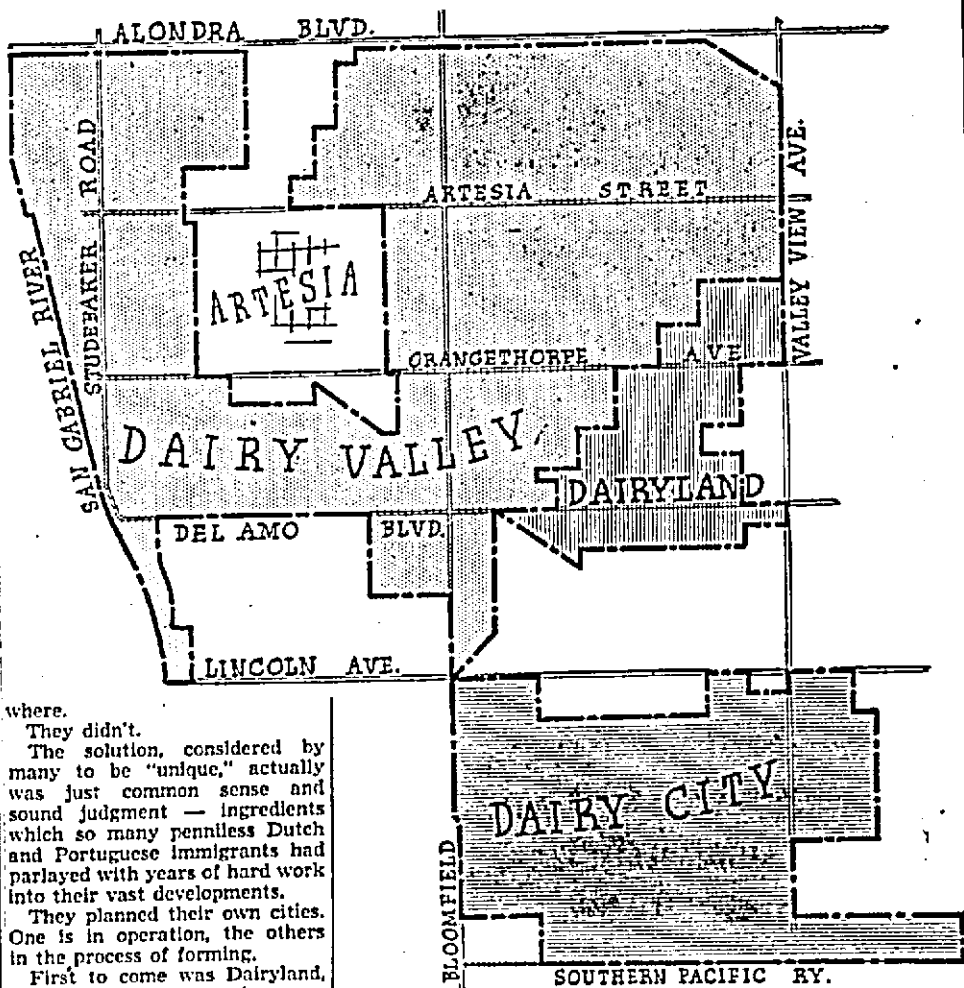 ALONDRA BLVD.
STUDEBAKER ROAD
SAN GABRIEL RIVER
VALLEY VIEW AVE.
ARTESIA STREET
ARTESIA
ORANGETHORPE AVE
DAIRY VALLEY
DAIRYLAND
DEL AMO BLVD.
LINCOLN AVE.
DAIRY CITY
BLOOMFIELD
SOUTHERN PACIFIC RY.
where.
They didn't.
The solution, considered by
many to be "unique," actually
was just common sense and
sound judgment — ingredients
which so many penniless Dutch
and Portuguese immigrants had
parlayed with years of hard work
into their vast developments.
They planned their own cities.
One is in operation, the others
in the process of forming.
First to come was Dairyland,